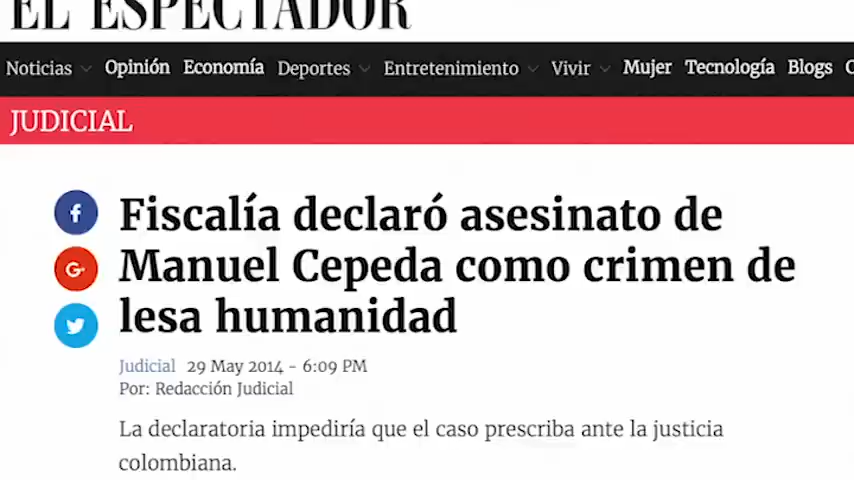 EL ESPECTADOR
Noticias Opinión Economía Deportes Entretenimiento Vivir Mujer Tecnología Blogs
JUDICIAL
Fiscalía declaró asesinato de
Manuel Cepeda como crimen de
lesa humanidad
Judicial 29 May 2014 - 6:09 PM
Por: Redacción Judicial
La declaratoria impediría que el caso prescriba ante la justicia
colombiana.